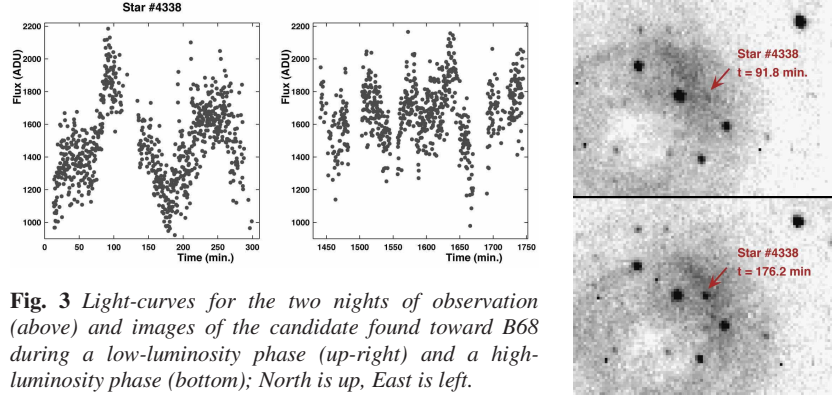 Star #4338
Flux (ADU)
2200
2000
1800
1600
1400
1200
1000
0 50 100 150 200 250 300
Time (min.)
Flux (ADU)
2200
2000
1800
1600
1400
1200
1000
1450 1500 1550 1600 1650 1700 1750
Time (min.)
Star #4338
t = 91.8 min.
Star #4338
t = 176.2 min
Fig. 3 Light-curves for the two nights of observation
(above) and images of the candidate found toward B68
during a low-luminosity phase (up-right) and a high-
luminosity phase (bottom); North is up, East is left.